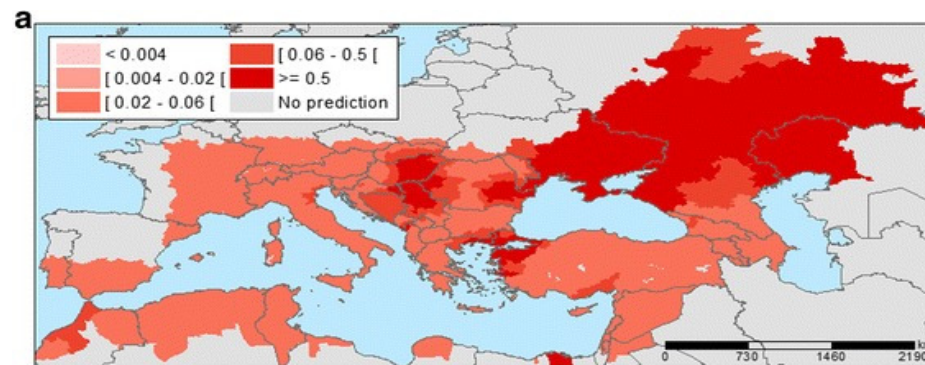 a
< 0.004
[ 0.004 - 0.02 [
[ 0.02 - 0.06 [
[ 0.06 - 0.5 [
>= 0.5
No prediction
0 730 1460 2190